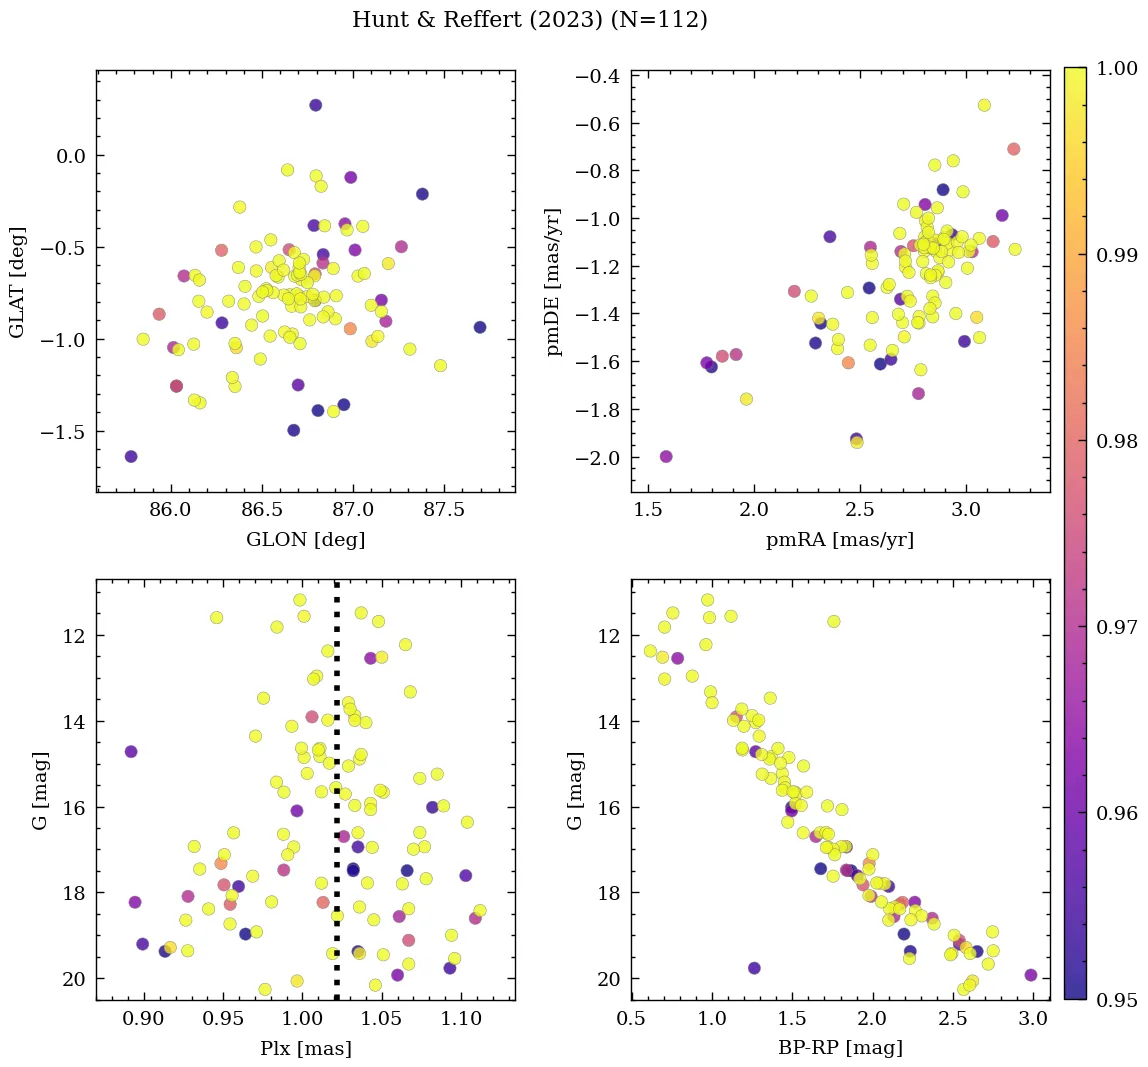 Hunt & Reffert (2023) (N=112)
0.0
−0.5
−1.0
−1.5
GLAT [deg]
86.0 86.5 87.0 87.5
GLON [deg]
−0.4
−0.6
−0.8
−1.0
−1.2
−1.4
−1.6
−1.8
−2.0
pmDE [mas/yr]
1.5 2.0 2.5 3.0
pmRA [mas/yr]
12
14
16
18
20
G [mag]
0.90 0.95 1.00 1.05 1.10
Plx [mas]
12
14
16
18
20
G [mag]
0.5 1.0 1.5 2.0 2.5 3.0
BP-RP [mag]
1.00
0.99
0.98
0.97
0.96
0.95